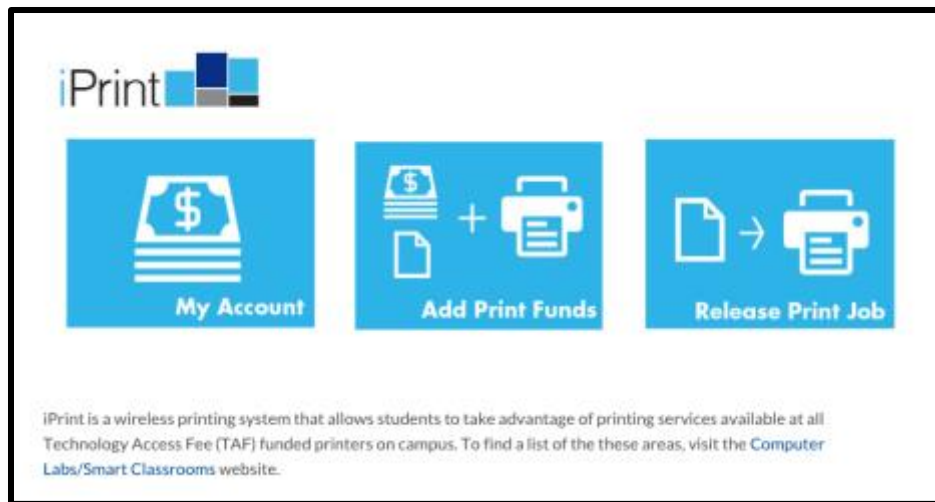 iPrint
$
My Account
$
+
Add Print Funds
Release Print Job
iPrint is a wireless printing system that allows students to take advantage of printing services available at all
Technology Access Fee (TAF) funded printers on campus. To find a list of the these areas, visit the Computer
Labs/Smart Classrooms website.